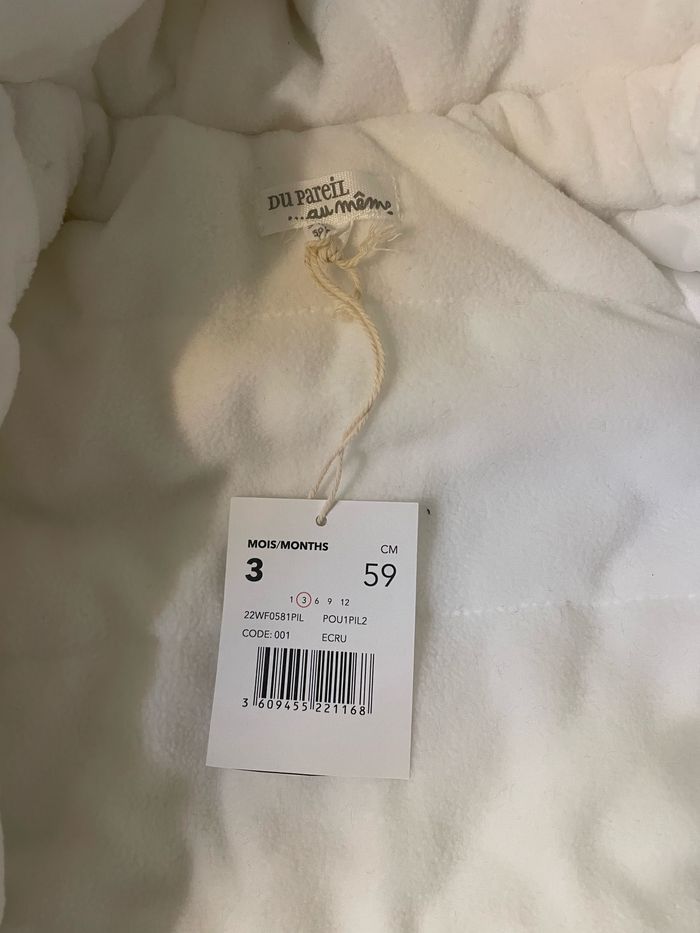 DU PAREIL
...au même
MOIS/MONTHS CM
3 59
1 3 6 9 12
22WF0581PIL POU1PIL2
CODE: 001 ECRU
3 609455 221168